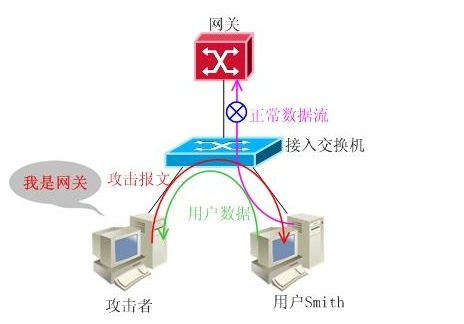 网关
正常数据流
接入交换机
我是网关
攻击报文
用户数据
攻击者
用户Smith